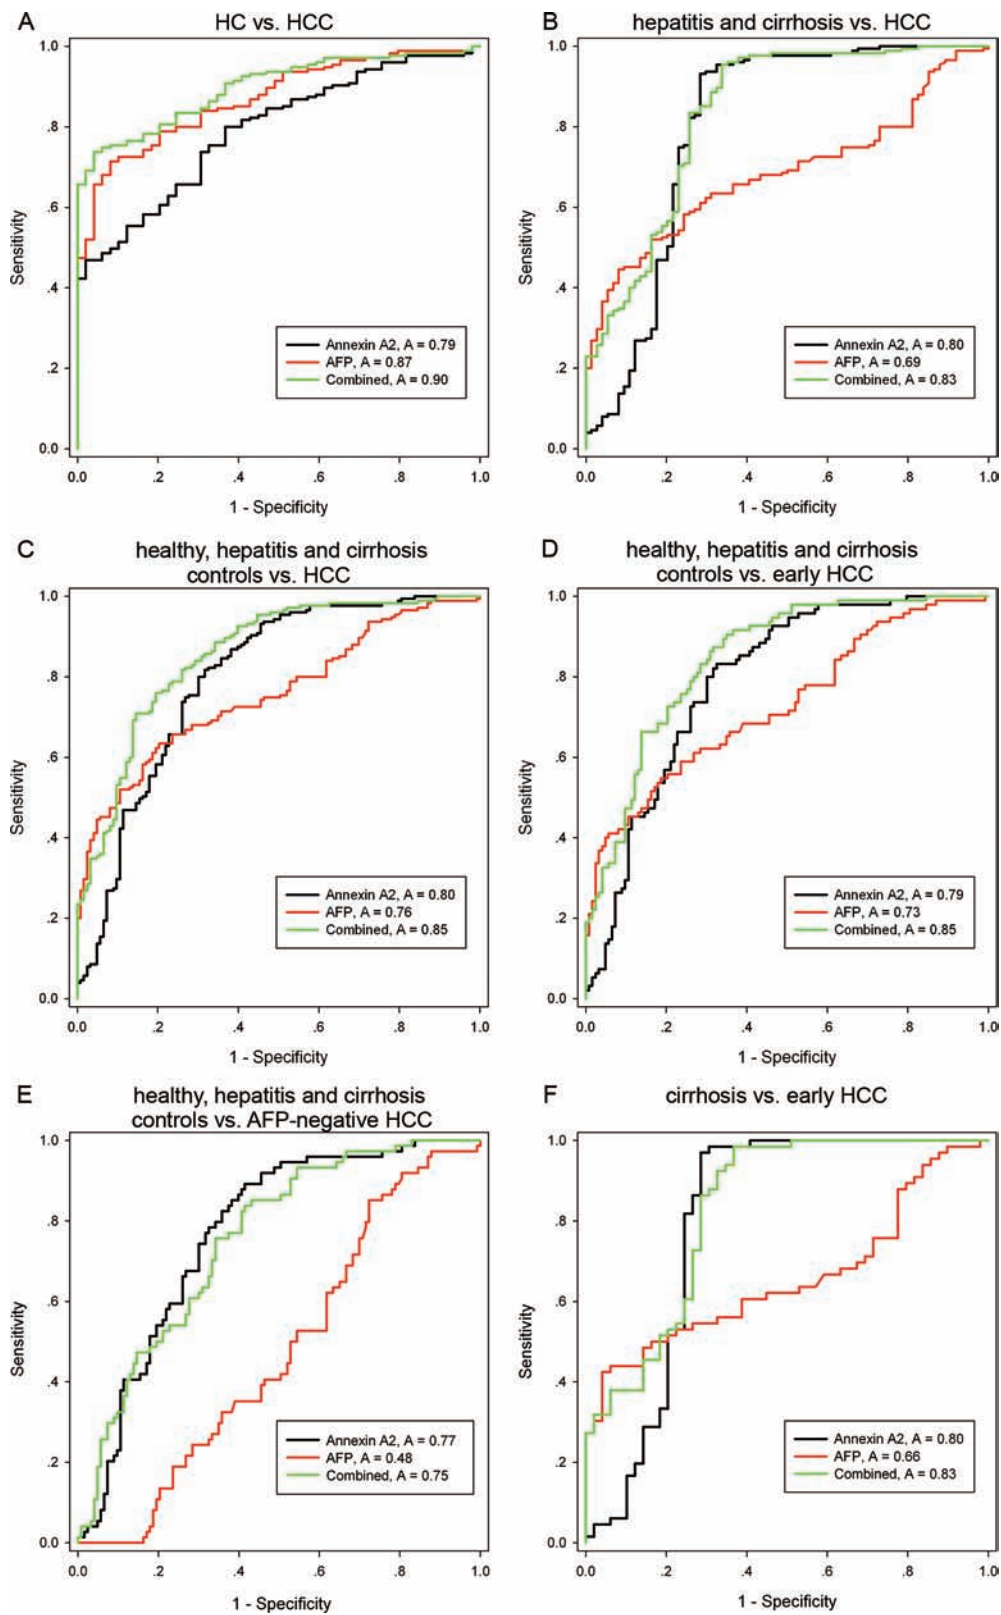 A
HC vs. HCC
1.0
.8
.6
.4
.2
0.0
Sensitivity
Annexin A2, A = 0.79
AFP, A = 0.87
Combined, A = 0.90
0.0 .2 .4 .6 .8 1.0
1 - Specificity
B
hepatitis and cirrhosis vs. HCC
1.0
.8
.6
.4
.2
0.0
Sensitivity
Annexin A2, A = 0.80
AFP, A = 0.69
Combined, A = 0.83
0.0 .2 .4 .6 .8 1.0
1 - Specificity
C
healthy, hepatitis and cirrhosis
controls vs. HCC
1.0
.8
.6
.4
.2
0.0
Sensitivity
Annexin A2, A = 0.80
AFP, A = 0.76
Combined, A = 0.85
0.0 .2 .4 .6 .8 1.0
1 - Specificity
D
healthy, hepatitis and cirrhosis
controls vs. early HCC
1.0
.8
.6
.4
.2
0.0
Sensitivity
Annexin A2, A = 0.79
AFP, A = 0.73
Combined, A = 0.85
0.0 .2 .4 .6 .8 1.0
1 - Specificity
E
healthy, hepatitis and cirrhosis
controls vs. AFP-negative HCC
1.0
.8
.6
.4
.2
0.0
Sensitivity
Annexin A2, A = 0.77
AFP, A = 0.48
Combined, A = 0.75
0.0 .2 .4 .6 .8 1.0
1 - Specificity
F
cirrhosis vs. early HCC
1.0
.8
.6
.4
.2
0.0
Sensitivity
Annexin A2, A = 0.80
AFP, A = 0.66
Combined, A = 0.83
0.0 .2 .4 .6 .8 1.0
1 - Specificity